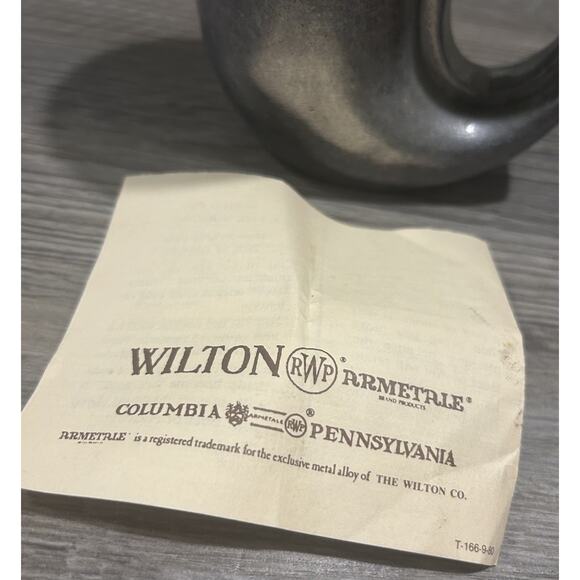 WILTON RWP® ARMETALE®
BRAND PRODUCTS
COLUMBIA ARMETALE RWP® PENNSYLVANIA
ARMETALE® is a registered trademark for the exclusive metal alloy of THE WILTON CO.
T-166-9-80